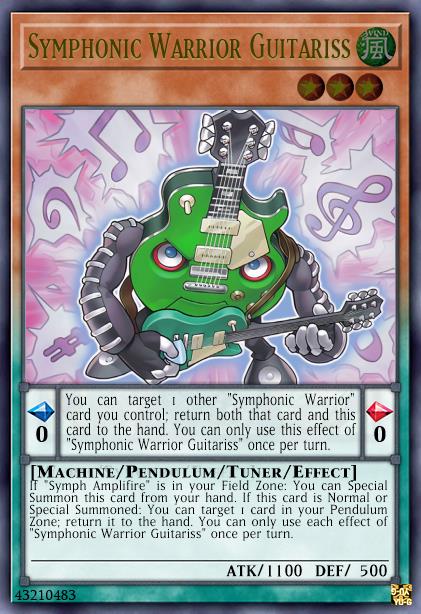 Symphonic Warrior Guitariss
WIND
風
You can target 1 other "Symphonic Warrior"
card you control; return both that card and this
card to the hand. You can only use this effect of
"Symphonic Warrior Guitariss" once per turn.
0
0
[Machine/Pendulum/Tuner/Effect]
If "Symph Amplifire" is in your Field Zone: You can Special
Summon this card from your hand. If this card is Normal or
Special Summoned: You can target 1 card in your Pendulum
Zone; return it to the hand. You can only use each effect of
"Symphonic Warrior Guitariss" once per turn.
ATK/1100 DEF/ 500
43210483